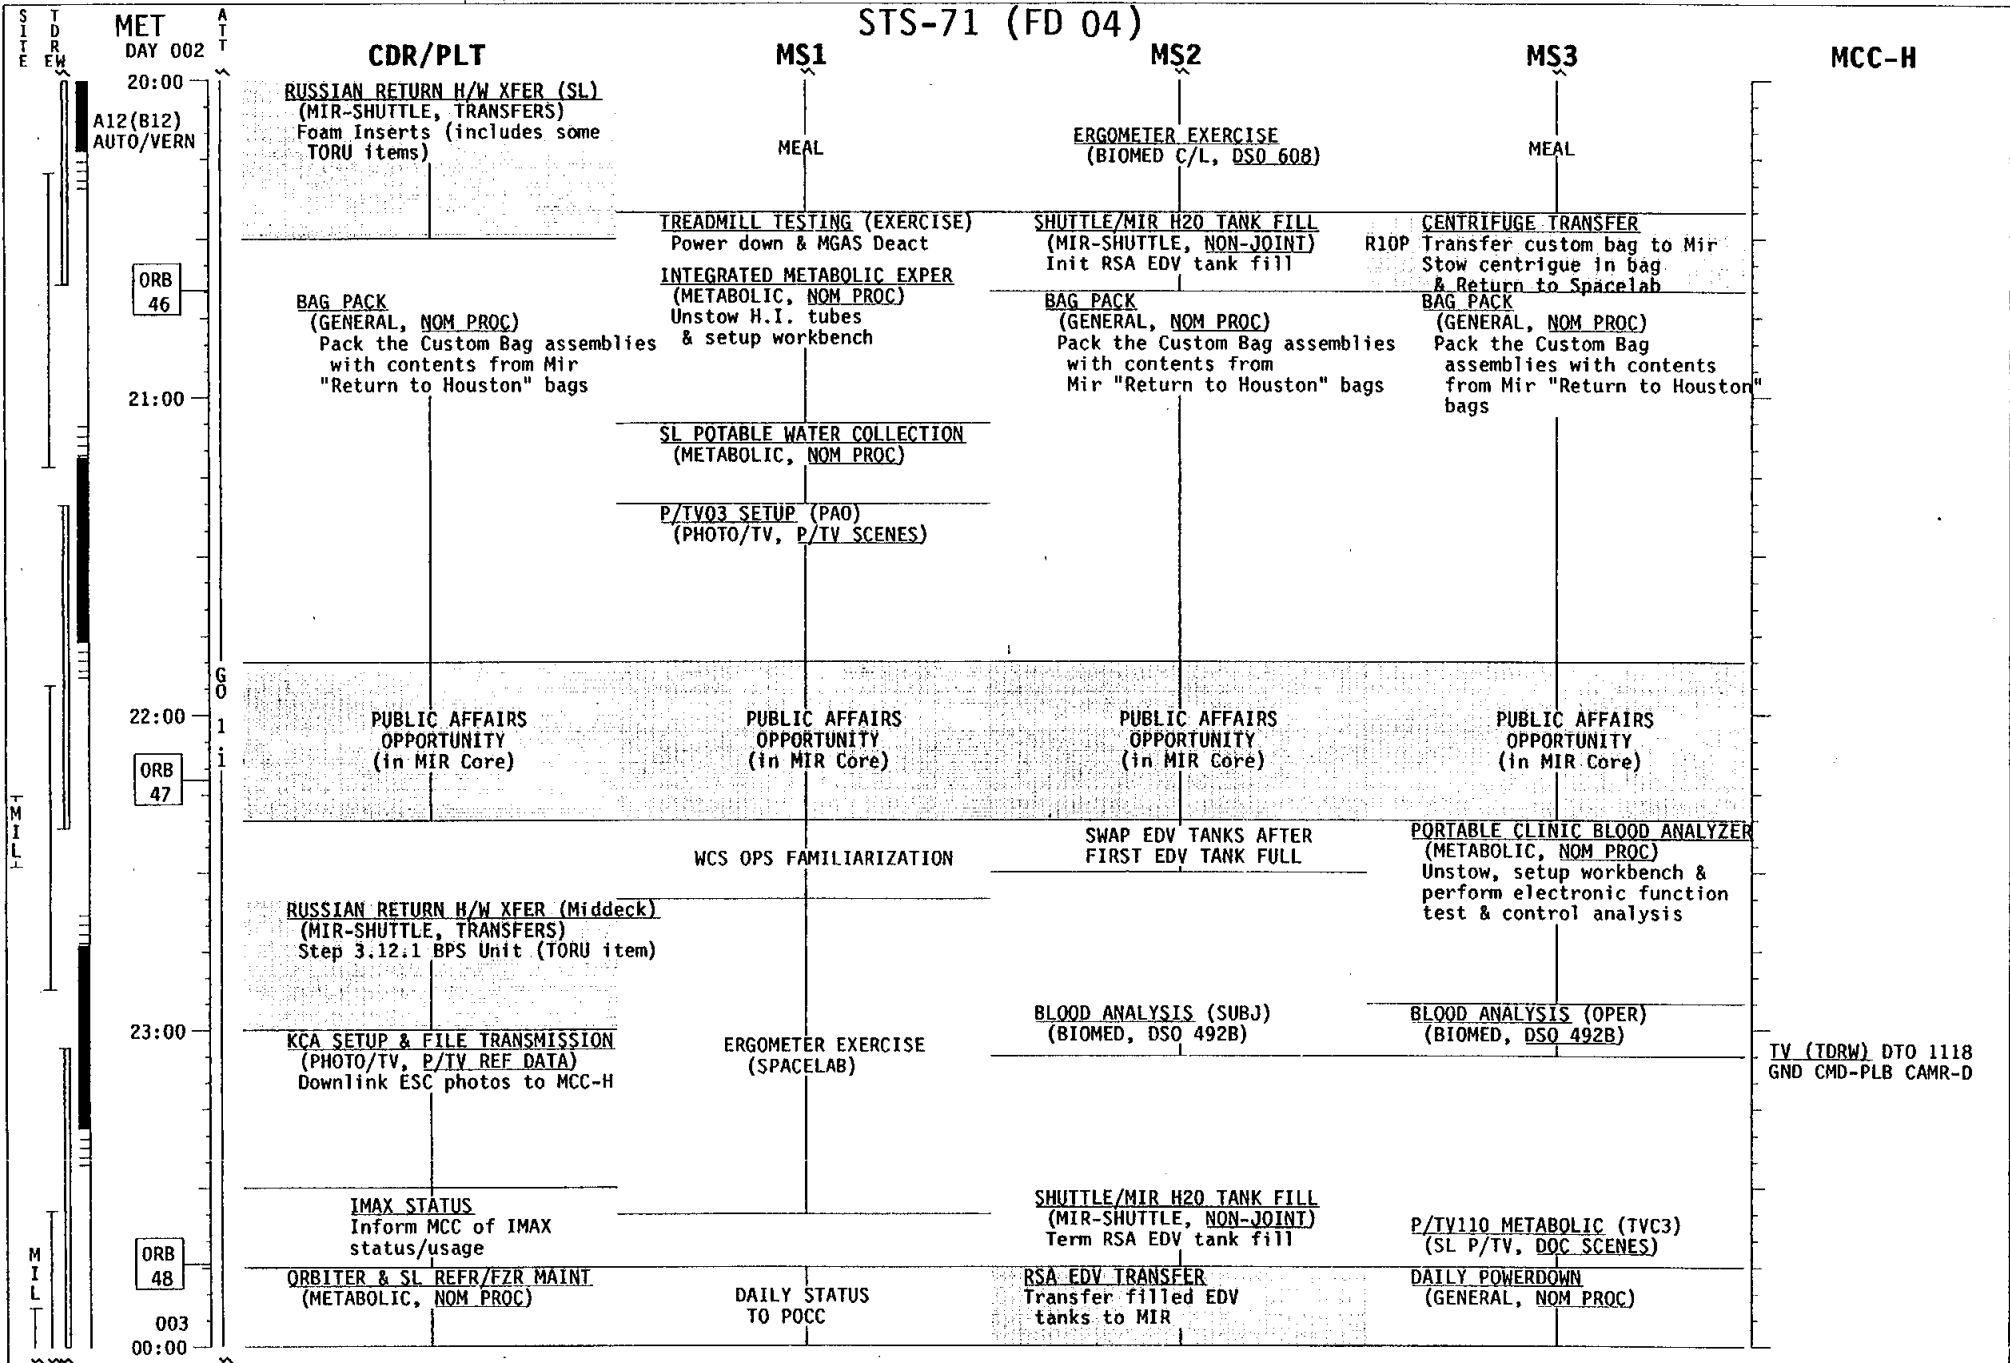 STS-71 (FD 04)
SITE
TDRE W
MET
DAY 002
ATT
CDR/PLT
MS1
MS2
MS3
MCC-H
20:00
A12(B12)
AUTO/VERN
ORB
46
21:00
22:00
ORB
47
23:00
ORB
48
003
00:00
MIL
MIL
GO 11i
RUSSIAN RETURN H/W XFER (SL)
(MIR-SHUTTLE, TRANSFERS)
Foam Inserts (includes some
TORU items)
BAG PACK
(GENERAL, NOM PROC)
Pack the Custom Bag assemblies
with contents from Mir
"Return to Houston" bags
PUBLIC AFFAIRS
OPPORTUNITY
(in MIR Core)
RUSSIAN RETURN H/W XFER (Middeck)
(MIR-SHUTTLE, TRANSFERS)
Step 3.12.1 BPS Unit (TORU item)
KCA SETUP & FILE TRANSMISSION
(PHOTO/TV, P/TV REF DATA)
Downlink ESC photos to MCC-H
IMAX STATUS
Inform MCC of IMAX
status/usage
ORBITER & SL REFR/FZR MAINT
(METABOLIC, NOM PROC)
MEAL
TREADMILL TESTING (EXERCISE)
Power down & MGAS Deact
INTEGRATED METABOLIC EXPER
(METABOLIC, NOM PROC)
Unstow H.I. tubes
& setup workbench
SL POTABLE WATER COLLECTION
(METABOLIC, NOM PROC)
P/TV03 SETUP (PAO)
(PHOTO/TV, P/TV SCENES)
PUBLIC AFFAIRS
OPPORTUNITY
(in MIR Core)
WCS OPS FAMILIARIZATION
ERGOMETER EXERCISE
(SPACELAB)
DAILY STATUS
TO POCC
ERGOMETER EXERCISE
(BIOMED C/L, DSO 608)
SHUTTLE/MIR H2O TANK FILL
(MIR-SHUTTLE, NON-JOINT)
Init RSA EDV tank fill
BAG PACK
(GENERAL, NOM PROC)
Pack the Custom Bag assemblies
with contents from
Mir "Return to Houston" bags
PUBLIC AFFAIRS
OPPORTUNITY
(in MIR Core)
SWAP EDV TANKS AFTER
FIRST EDV TANK FULL
BLOOD ANALYSIS (SUBJ)
(BIOMED, DSO 492B)
SHUTTLE/MIR H2O TANK FILL
(MIR-SHUTTLE, NON-JOINT)
Term RSA EDV tank fill
RSA EDV TRANSFER
Transfer filled EDV
tanks to MIR
MEAL
CENTRIFUGE TRANSFER
R10P Transfer custom bag to Mir
Stow centrigue in bag
& Return to Spacelab
BAG PACK
(GENERAL, NOM PROC)
Pack the Custom Bag
assemblies with contents
from Mir "Return to Houston"
bags
PUBLIC AFFAIRS
OPPORTUNITY
(in MIR Core)
PORTABLE CLINIC BLOOD ANALYZER
(METABOLIC, NOM PROC)
Unstow, setup workbench &
perform electronic function
test & control analysis
BLOOD ANALYSIS (OPER)
(BIOMED, DSO 492B)
P/TV110 METABOLIC (TVC3)
(SL P/TV, DOC SCENES)
DAILY POWERDOWN
(GENERAL, NOM PROC)
TV (TDRW) DTO 1118
GND CMD-PLB CAMR-D